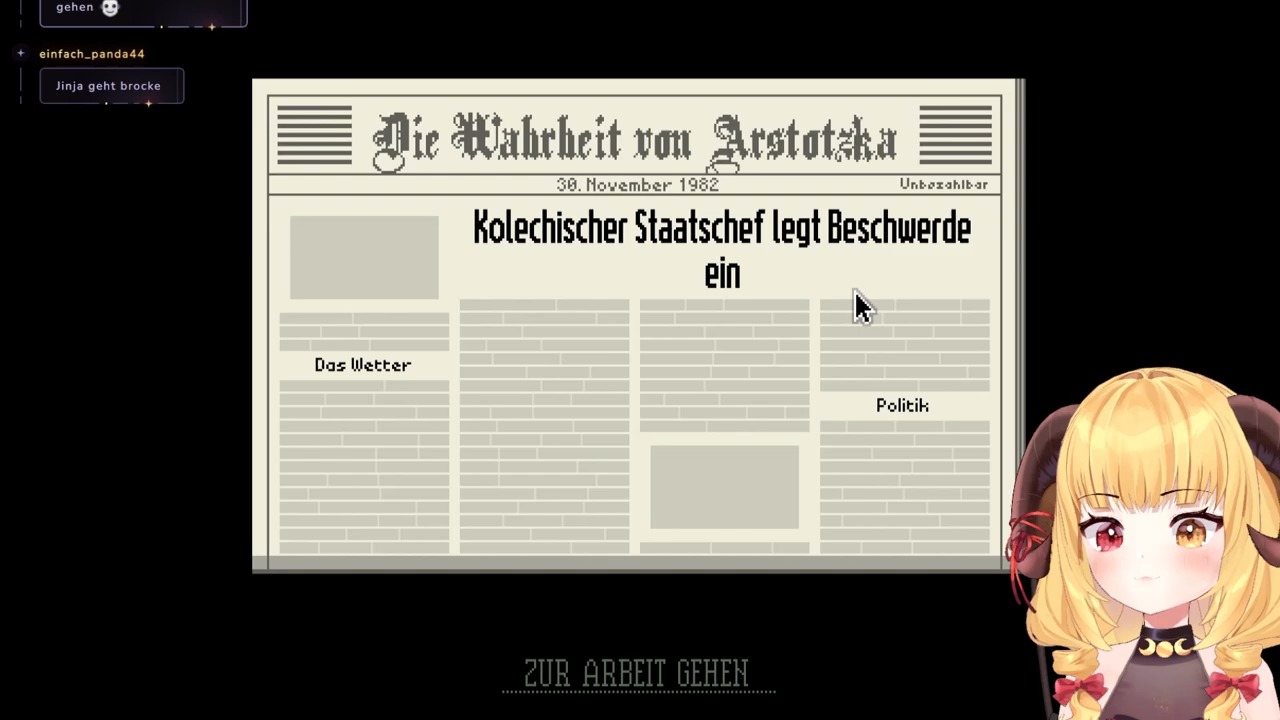 gehen
einfach_panda44
Jinja geht brocke
Die Wahrheit von Arstotzka
30. November 1982
Unbezahlbar
Kolechischer Staatschef legt Beschwerde
ein
Das Wetter
Politik
ZUR ARBEIT GEHEN